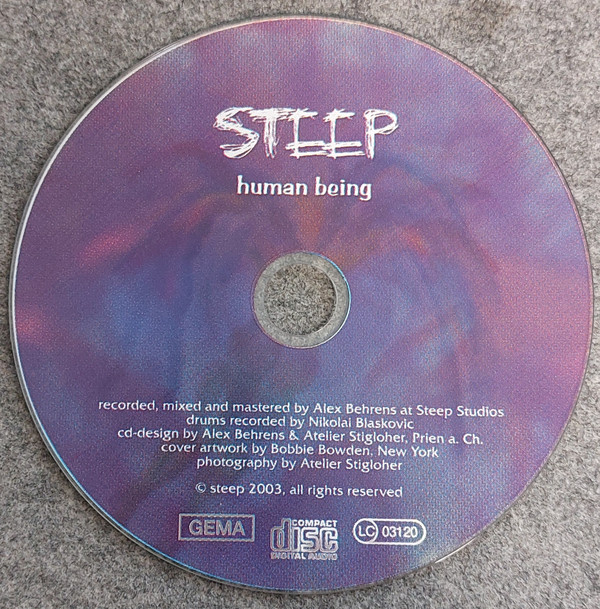 STEEP
human being
recorded, mixed and mastered by Alex Behrens at Steep Studios
drums recorded by Nikolai Blaskovic
cd-design by Alex Behrens & Atelier Stigloher, Prien a. Ch.
cover artwork by Bobbie Bowden, New York
photography by Atelier Stigloher
© steep 2003, all rights reserved
GEMA
COMPACT
disc
DIGITAL AUDIO
LC 03120